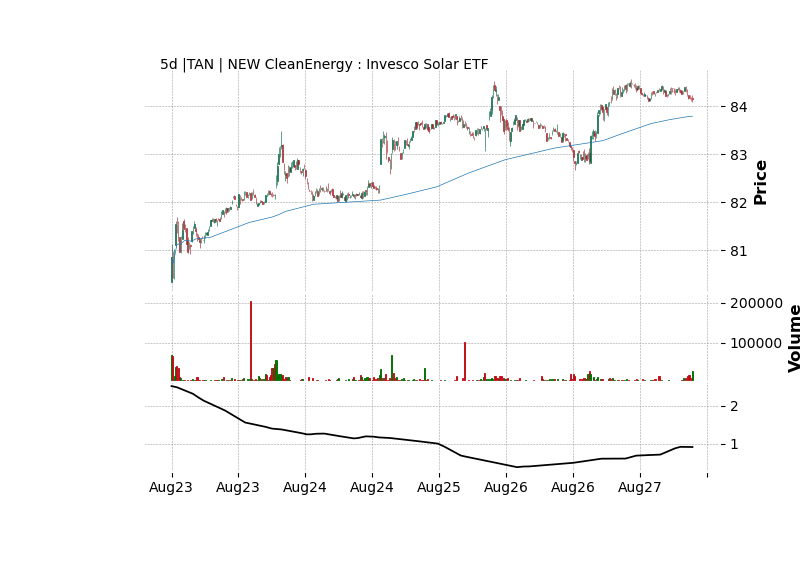 5d |TAN | NEW CleanEnergy : Invesco Solar ETF
84
83
82
81
Price
200000
100000
Volume
2
1
Aug23 Aug23 Aug24 Aug24 Aug25 Aug26 Aug26 Aug27